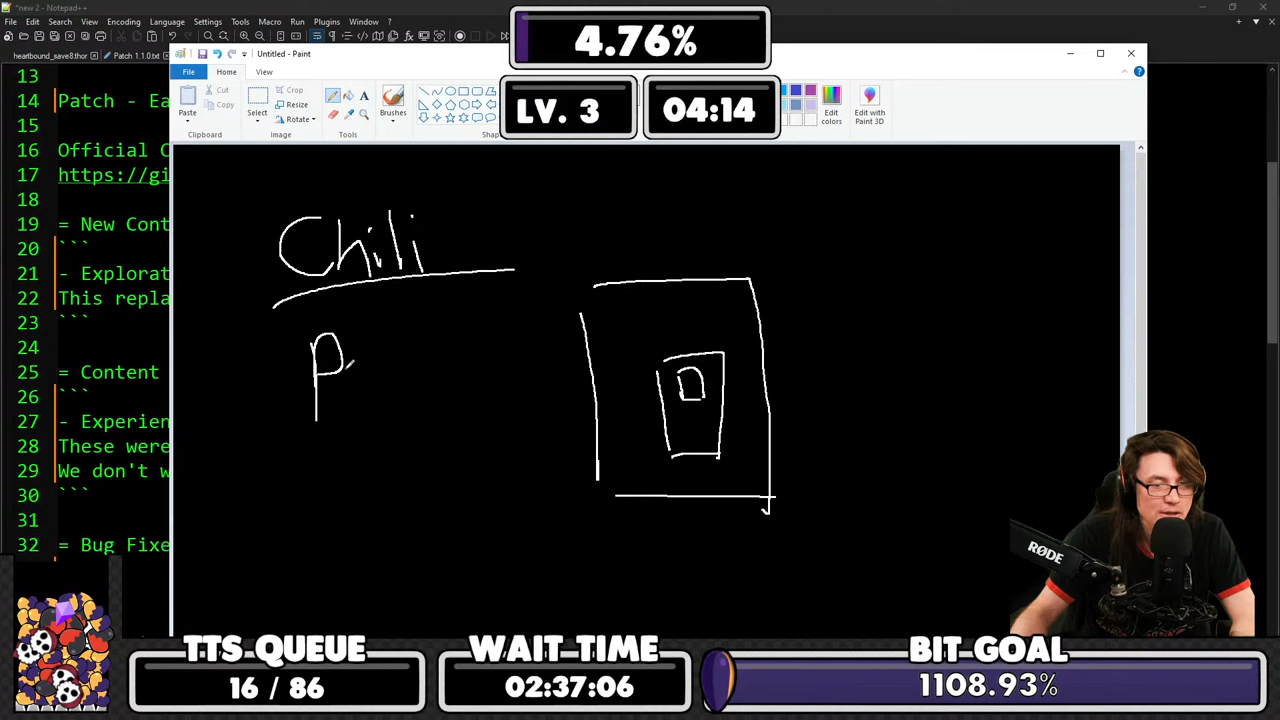 *new 2 - Notepad++
File Edit Search View Encoding Language Settings Tools Macro Run Plugins Window ?
heartbound_save8.thor Patch 1.1.0.txt
Untitled - Paint
File Home View
Paste Cut Copy Select Crop Resize Rotate Brushes Edit colors Edit with Paint 3D
Clipboard Image Tools
4.76%
LV. 3 04:14
13
14 Patch - Ea
15
16 Official C
17 https://gi
18
19 = New Cont
20 ```
21 - Explorat
22 This repla
23 ```
24
25 = Content
26 ```
27 - Experien
28 These were
29 We don't w
30 ```
31
32 = Bug Fixe
Chili
P
D
RØDE
TTS QUEUE WAIT TIME BIT GOAL
16 / 86 02:37:06 1108.93%